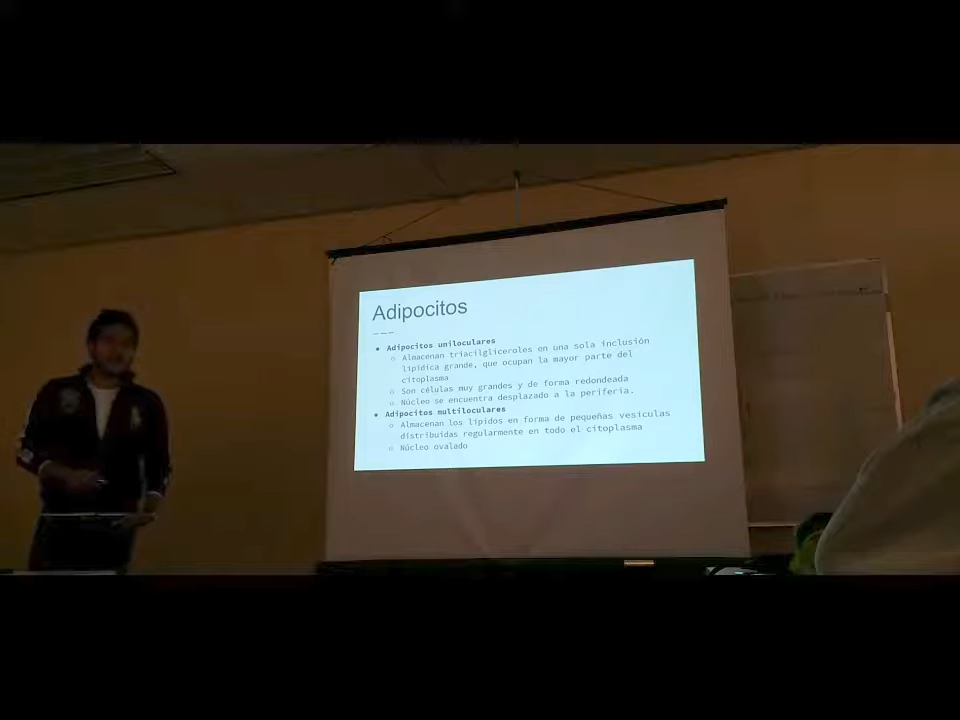 Adipocitos
● Adipocitos uniloculares
○ Almacenan triacilgliceroles en una sola inclusión
lipídica grande, que ocupan la mayor parte del
citoplasma
○ Son células muy grandes y de forma redondeada
○ Núcleo se encuentra desplazado a la periferia.
● Adipocitos multiloculares
○ Almacenan los lípidos en forma de pequeñas vesículas
distribuidas regularmente en todo el citoplasma
○ Núcleo ovalado